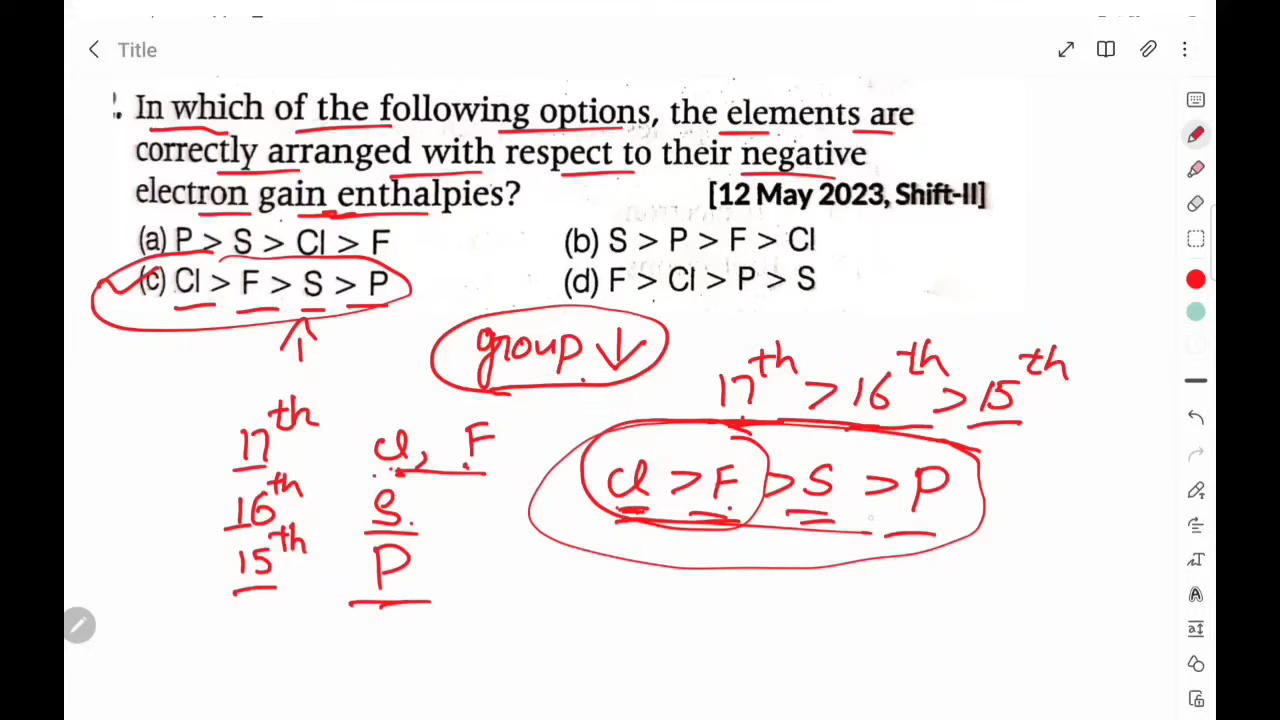 Title
In which of the following options, the elements are
correctly arranged with respect to their negative
electron gain enthalpies? [12 May 2023, Shift-II]
(a) P > S > Cl > F (b) S > P > F > Cl
(c) Cl > F > S > P (d) F > Cl > P > S
group ↓
17th > 16th > 15th
17th Cl, F
Cl > F > S > P
16th S
15th P